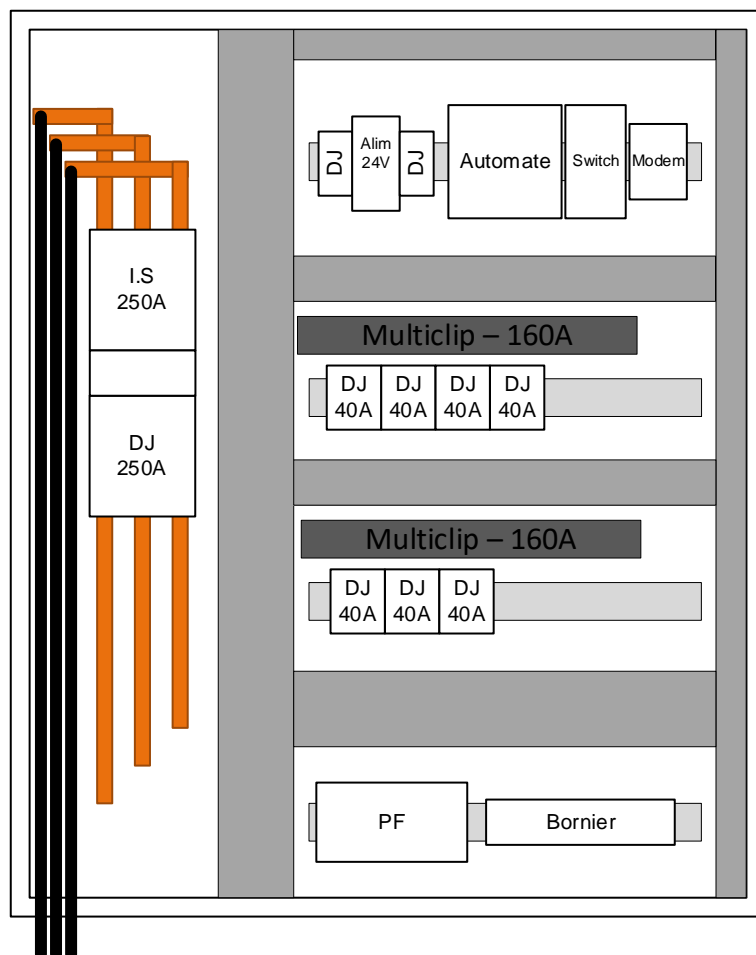 I.S
250A
DJ
250A
DJ
Alim
24V
DJ
Automate
Switch
Modem
Multiclip – 160A
DJ
40A
DJ
40A
DJ
40A
DJ
40A
Multiclip – 160A
DJ
40A
DJ
40A
DJ
40A
PF
Bornier